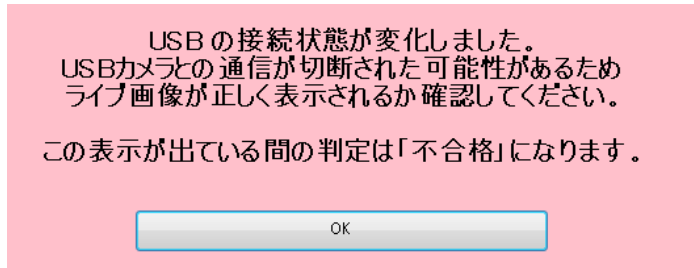 USBの接続状態が変化しました。
USBカメラとの通信が切断された可能性があるため
ライブ画像が正しく表示されるか確認してください。
この表示が出ている間の判定は「不合格」になります。
OK